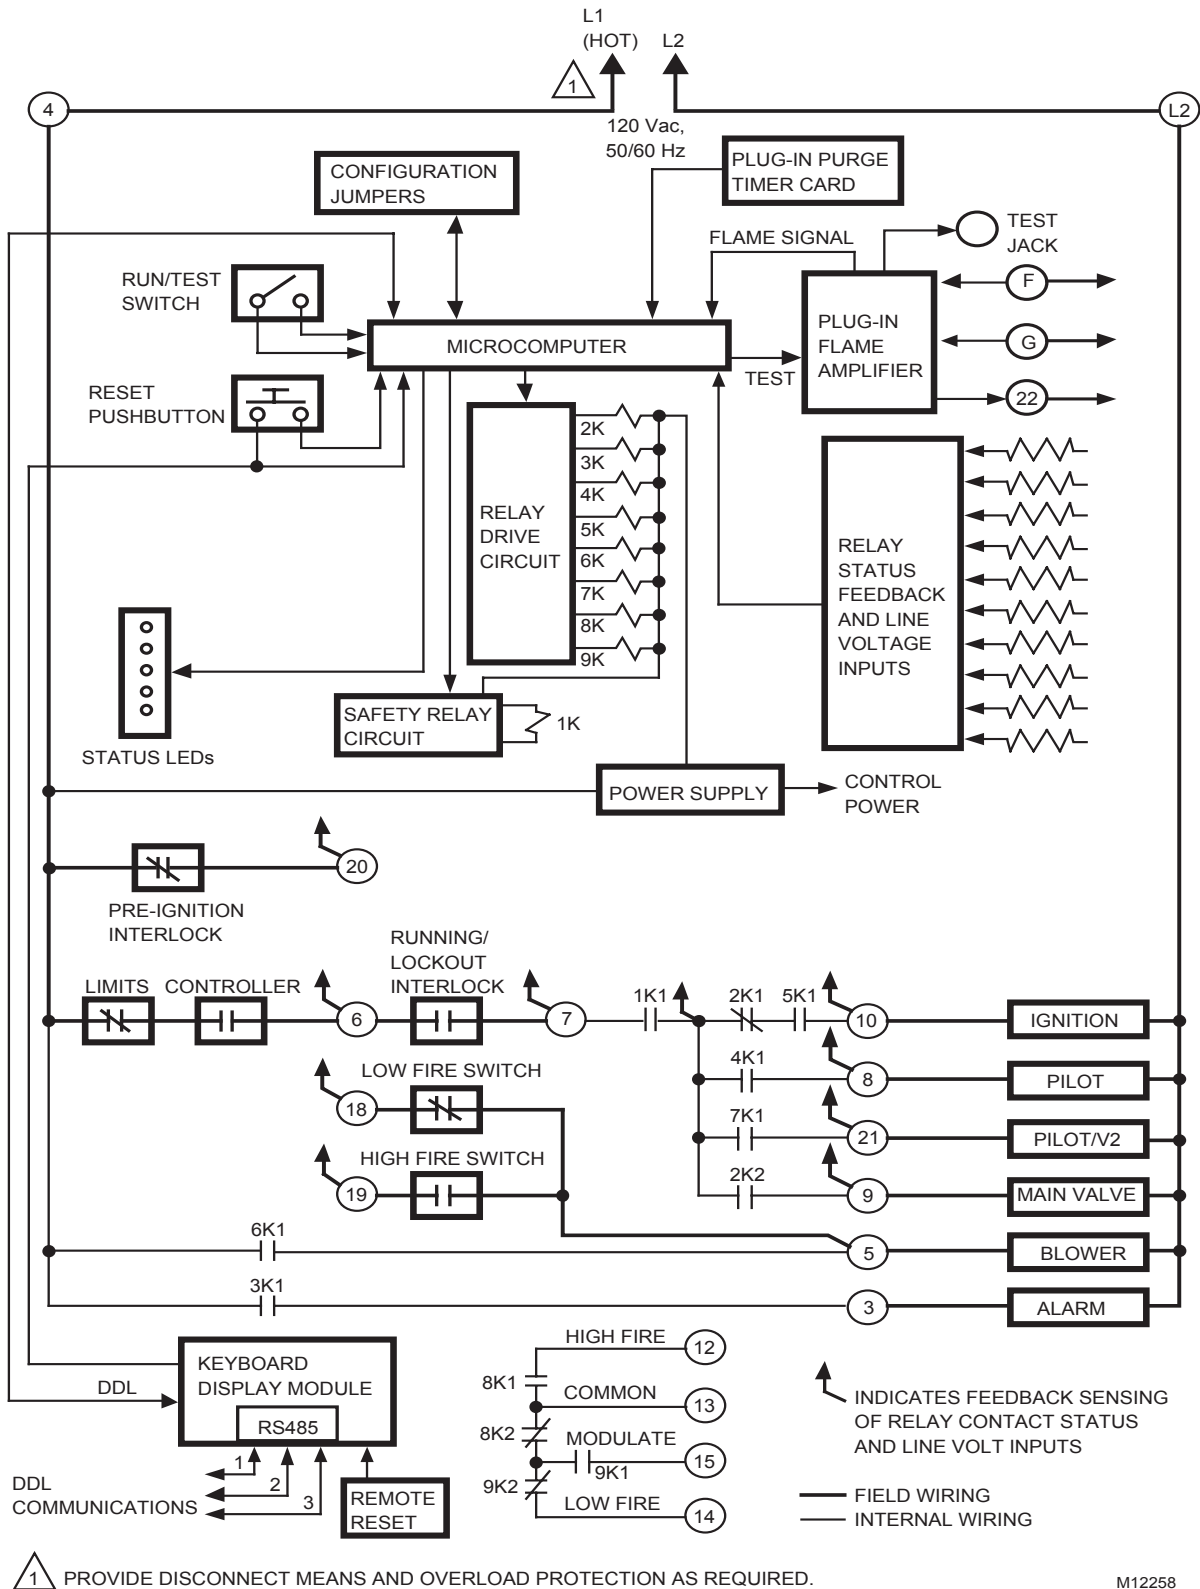 L1
(HOT)
L2
1
4
L2
120 Vac,
50/60 Hz
CONFIGURATION
JUMPERS
PLUG-IN PURGE
TIMER CARD
FLAME SIGNAL
TEST
JACK
RUN/TEST
SWITCH
F
MICROCOMPUTER
PLUG-IN
FLAME
AMPLIFIER
G
TEST
22
RESET
PUSHBUTTON
2K
3K
4K
5K
6K
7K
8K
9K
RELAY
DRIVE
CIRCUIT
RELAY
STATUS
FEEDBACK
AND LINE
VOLTAGE
INPUTS
STATUS LEDs
SAFETY RELAY
CIRCUIT
1K
POWER SUPPLY
CONTROL
POWER
20
PRE-IGNITION
INTERLOCK
RUNNING/
LOCKOUT
INTERLOCK
LIMITS
CONTROLLER
6
7
1K1
2K1
5K1
10
IGNITION
LOW FIRE SWITCH
18
4K1
8
PILOT
7K1
21
PILOT/V2
HIGH FIRE SWITCH
19
2K2
9
MAIN VALVE
6K1
5
BLOWER
3K1
3
ALARM
KEYBOARD
DISPLAY MODULE
RS485
DDL
1
2
3
DDL
COMMUNICATIONS
REMOTE
RESET
HIGH FIRE
12
8K1
COMMON
13
8K2
MODULATE
15
9K1
9K2
LOW FIRE
14
INDICATES FEEDBACK SENSING
OF RELAY CONTACT STATUS
AND LINE VOLT INPUTS
FIELD WIRING
INTERNAL WIRING
1 PROVIDE DISCONNECT MEANS AND OVERLOAD PROTECTION AS REQUIRED.
M12258